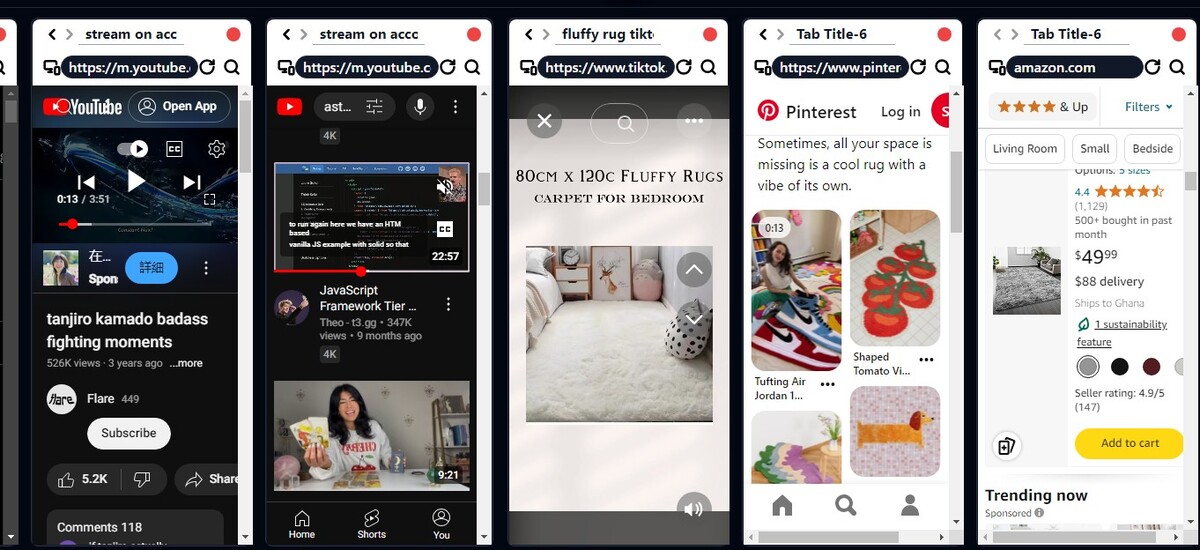 stream on acc
https://m.youtube.
YouTube
Open App
0:13 / 3:51
在...
Spon
詳細
tanjiro kamado badass
fighting moments
526K views · 3 years ago ...more
flare
Flare 449
Subscribe
5.2K
Share
Comments 118
stream on accc
https://m.youtube.c
ast...
4K
to run again here we have an HTM
based
vanilla JS example with solid so that
CC
22:57
JavaScript
Framework Tier ...
Theo - t3.gg • 347K
views • 9 months ago
4K
CHEERS
9:21
Home
Shorts
You
fluffy rug tikt
https://www.tiktok.
80cm x 120c Fluffy Rugs
carpet for bedroom
Tab Title-6
https://www.pinter
Pinterest
Log in
S
Sometimes, all your space is
missing is a cool rug with a
vibe of its own.
0:13
Tufting Air
Jordan 1...
Shaped
Tomato Vi...
Tab Title-6
amazon.com
& Up
Filters
Living Room
Small
Bedside
Options: 5 sizes
4.4
(1,129)
500+ bought in past
month
$49.99
$88 delivery
Ships to Ghana
1 sustainability
feature
Seller rating: 4.9/5
(147)
Add to cart
Trending now
Sponsored